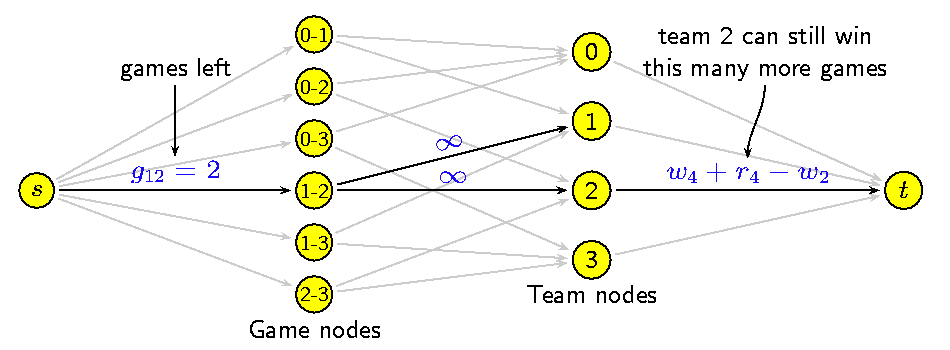 team 2 can still win
this many more games
games left
0-1
0-2
0-3
1-2
1-3
2-3
0
1
2
3
s
t
g₁₂ = 2
∞
∞
w₄ + r₄ − w₂
Team nodes
Game nodes